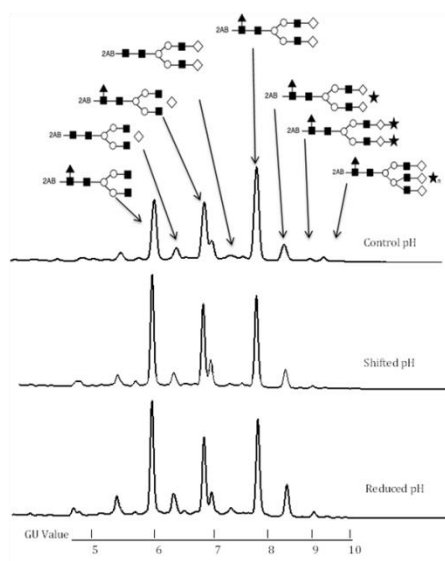 2AB
2AB
2AB
2AB
2AB
2AB
2AB
2AB
Control pH
Shifted pH
Reduced pH
GU Value
5 6 7 8 9 10